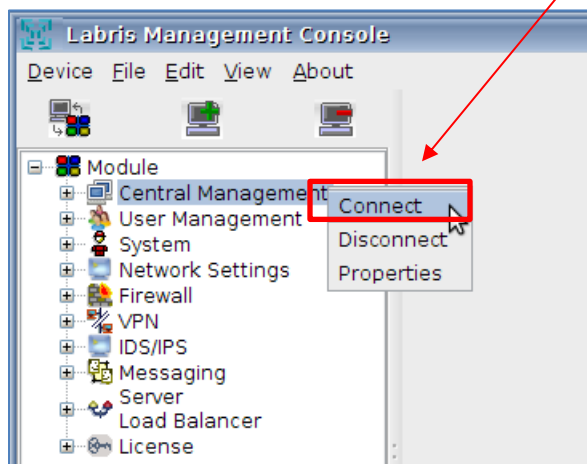 Labris Management Console
Device File Edit View About
Module
Central Management
Connect
User Management
Disconnect
System
Properties
Network Settings
Firewall
VPN
IDS/IPS
Messaging
Server
Load Balancer
License